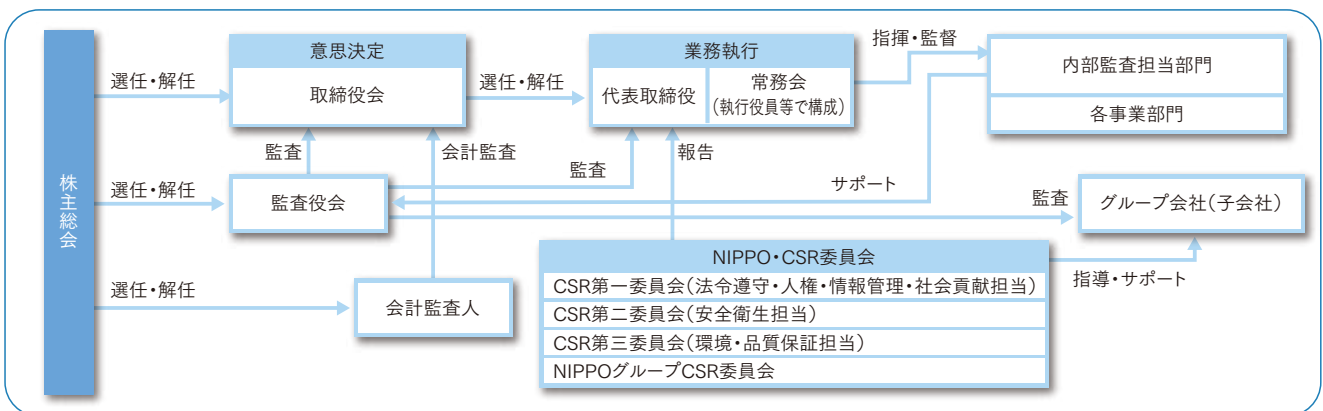 株主総会
選任・解任
意思決定
取締役会
選任・解任
業務執行
代表取締役
常務会
(執行役員等で構成)
指揮・監督
内部監査担当部門
各事業部門
監査
会計監査
監査
報告
選任・解任
監査役会
サポート
監査
グループ会社(子会社)
選任・解任
会計監査人
NIPPO・CSR委員会
CSR第一委員会(法令遵守・人権・情報管理・社会貢献担当)
CSR第二委員会(安全衛生担当)
CSR第三委員会(環境・品質保証担当)
NIPPOグループCSR委員会
指導・サポート